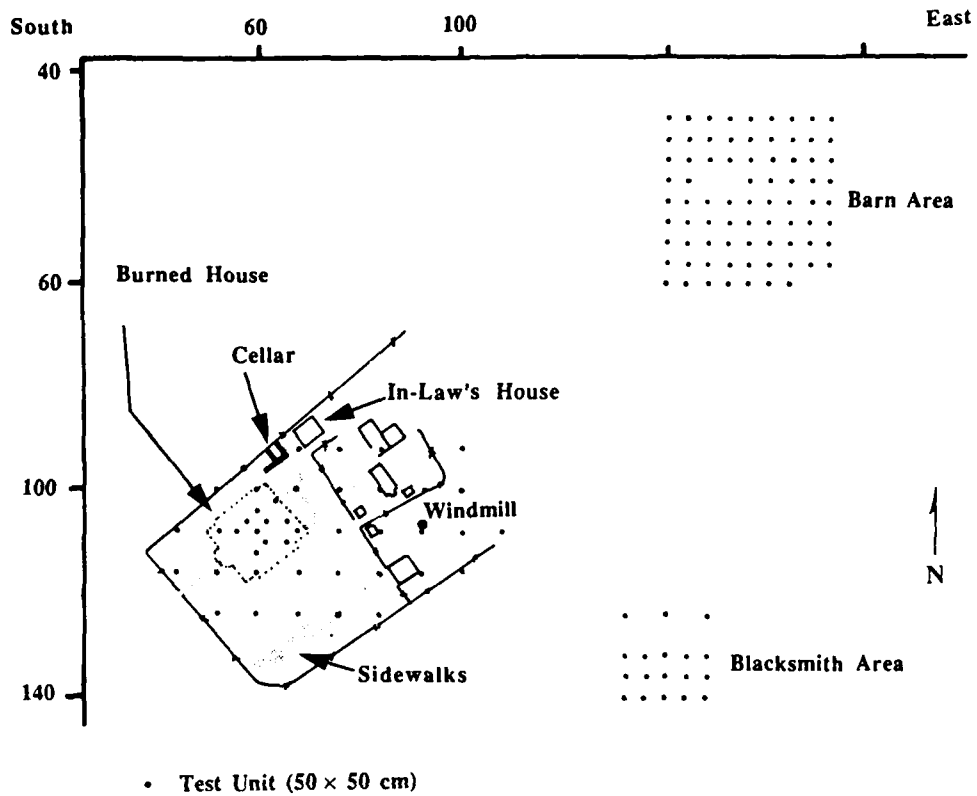 South
60
100
East
40
Barn Area
60
Burned House
Cellar
In-Law's House
100
Windmill
N
Blacksmith Area
Sidewalks
140
• Test Unit (50 × 50 cm)